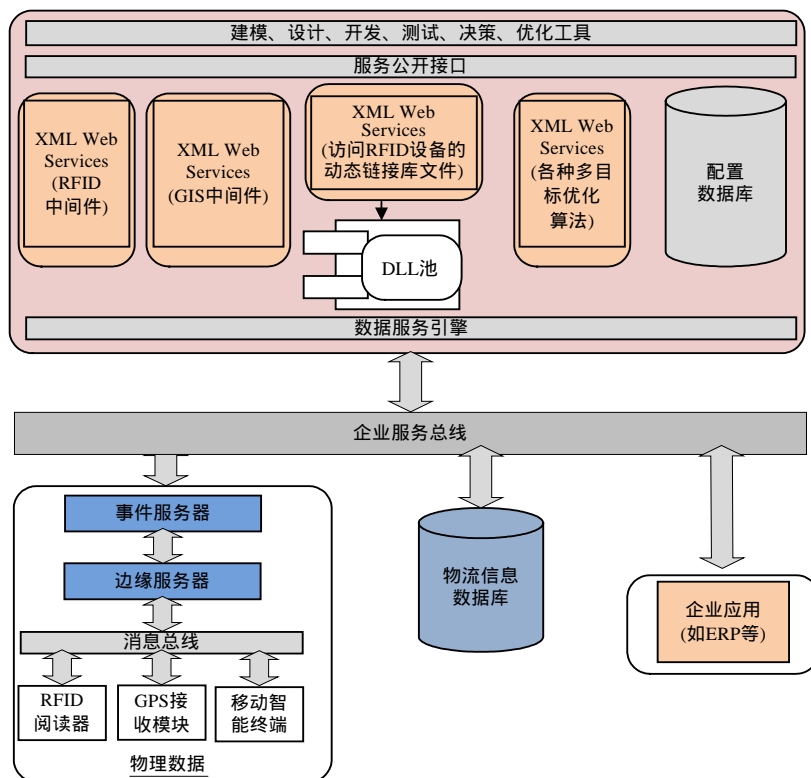 建模、设计、开发、测试、决策、优化工具
服务公开接口
XML Web
Services
(RFID
中间件)
XML Web
Services
(GIS中间件)
XML Web
Services
(访问RFID设备的
动态链接库文件)
XML Web
Services
(各种多目
标优化
算法)
配置
数据库
DLL池
数据服务引擎
企业服务总线
事件服务器
边缘服务器
消息总线
RFID
阅读器
GPS接
收模块
移动智
能终端
物理数据
物流信息
数据库
企业应用
(如ERP等)